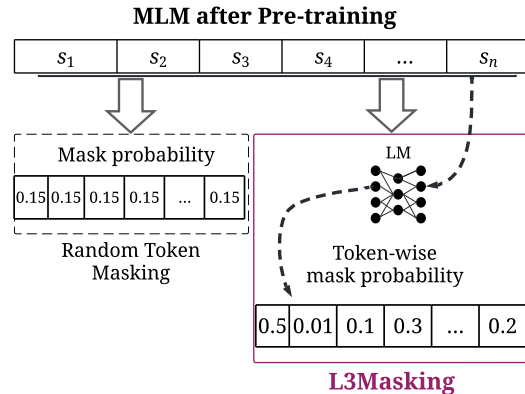 MLM after Pre-training
s1 s2 s3 s4 ... sn
Mask probability
0.15 0.15 0.15 0.15 ... 0.15
Random Token
Masking
LM
Token-wise
mask probability
0.5 0.01 0.1 0.3 ... 0.2
L3Masking